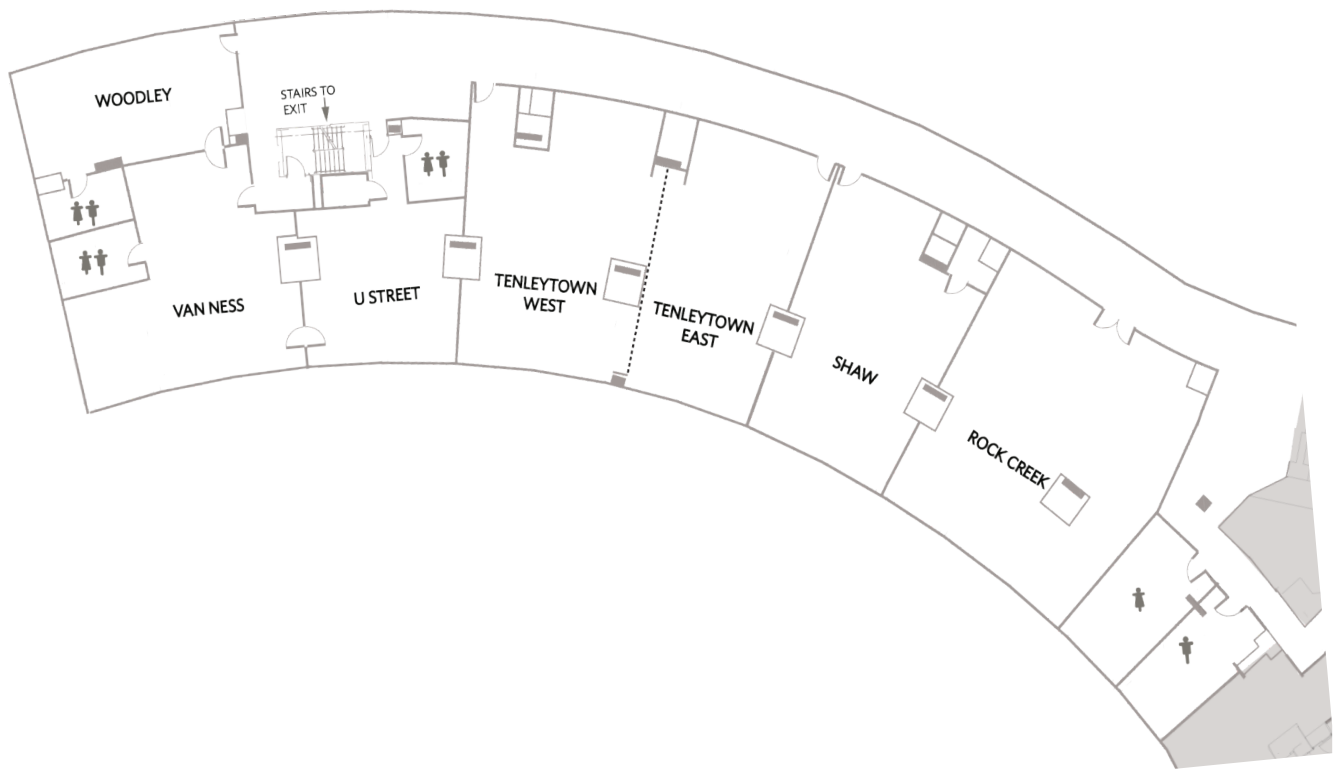 WOODLEY
STAIRS TO
EXIT
VAN NESS
U STREET
TENLEYTOWN
WEST
TENLEYTOWN
EAST
SHAW
ROCK CREEK